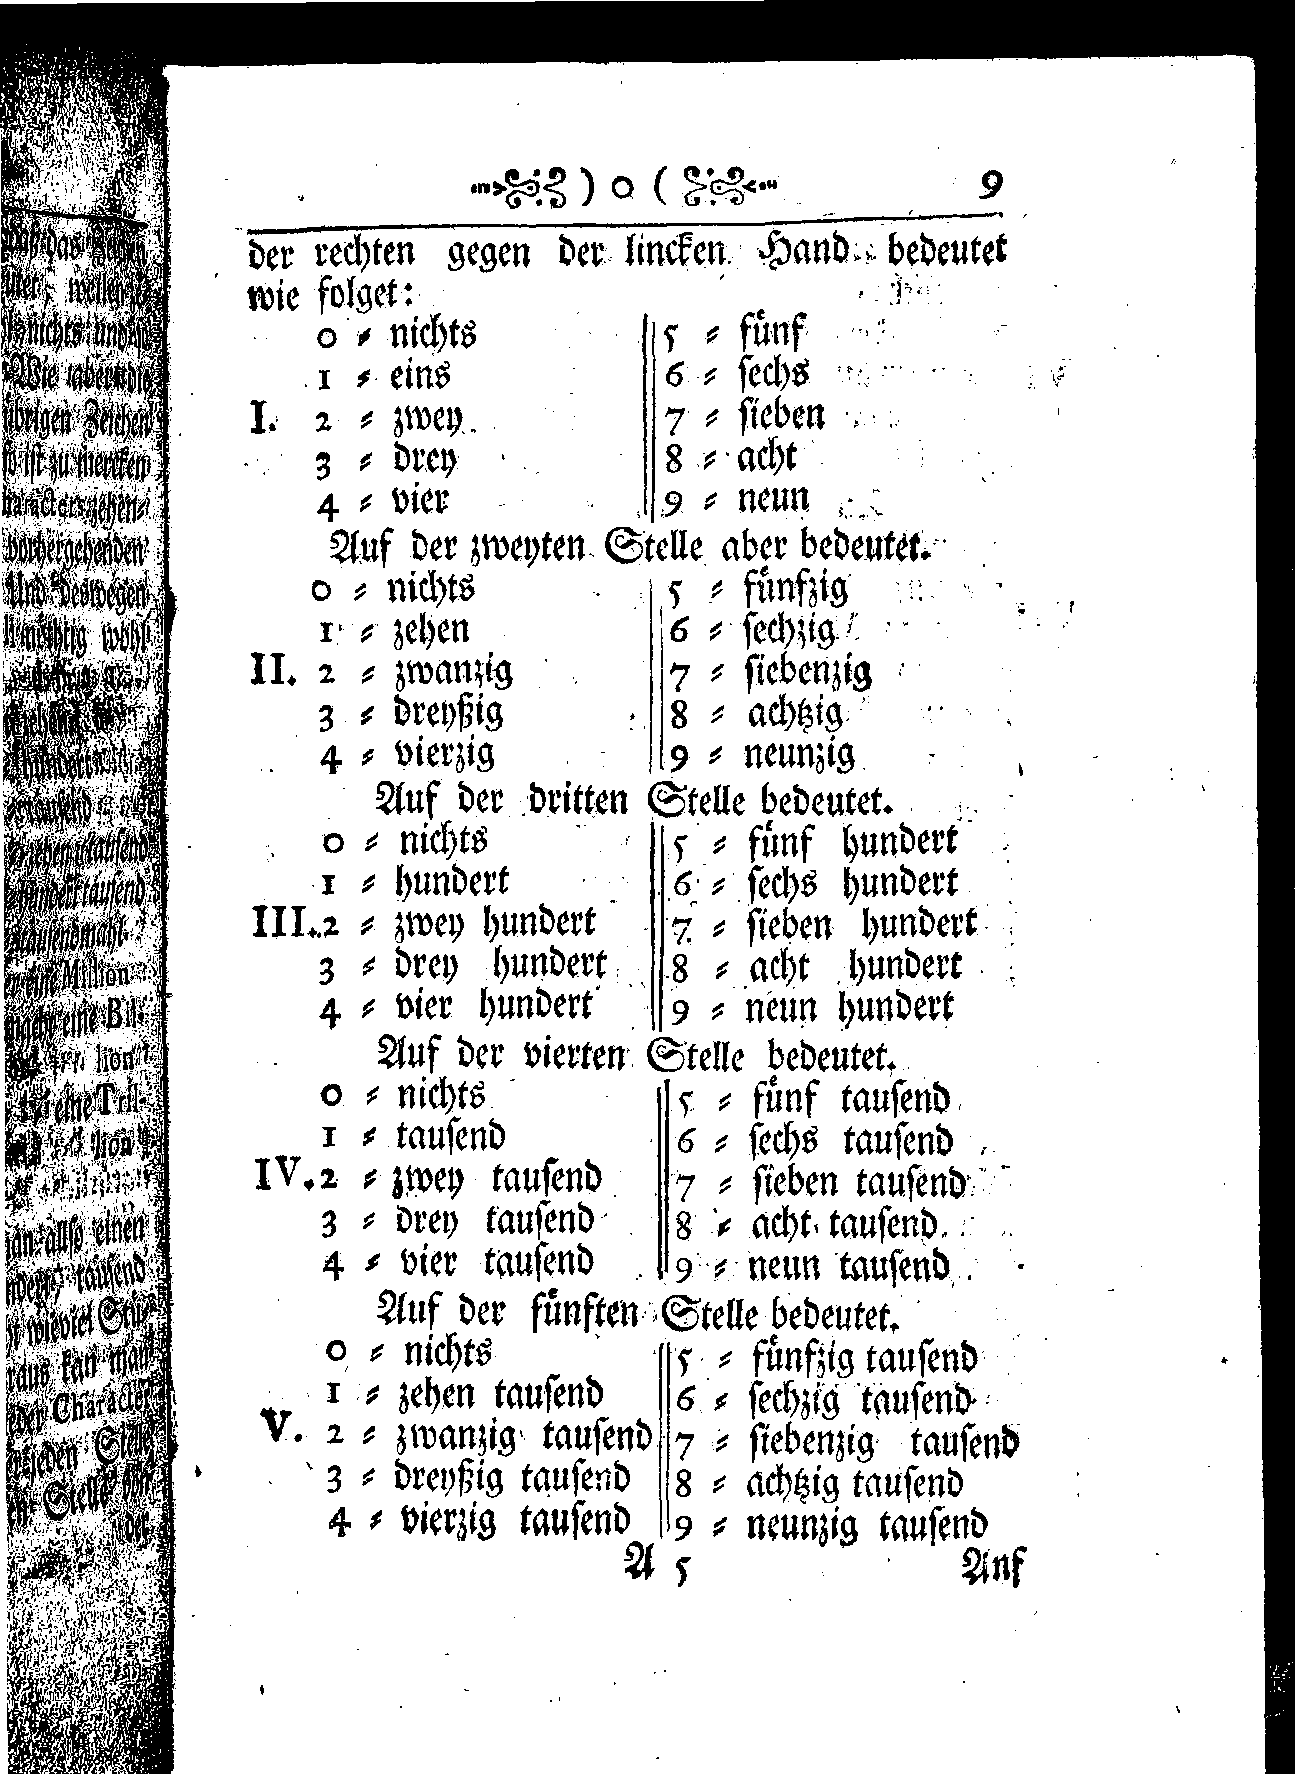 ) o ( 9
der rechten gegen der lincken Hand bedeutet
wie folget:
0 = nichts 5 = fünf
1 = eins 6 = sechs
I. 2 = zwey 7 = sieben
3 = drey 8 = acht
4 = vier 9 = neun
Auf der zweyten Stelle aber bedeutet.
0 = nichts 5 = fünfzig
1 = zehen 6 = sechzig
II. 2 = zwanzig 7 = siebenzig
3 = dreyßig 8 = achtzig
4 = vierzig 9 = neunzig
Auf der dritten Stelle bedeutet.
0 = nichts 5 = fünf hundert
1 = hundert 6 = sechs hundert
III. 2 = zwey hundert 7 = sieben hundert
3 = drey hundert 8 = acht hundert
4 = vier hundert 9 = neun hundert
Auf der vierten Stelle bedeutet.
0 = nichts 5 = fünf tausend
1 = tausend 6 = sechs tausend
IV. 2 = zwey tausend 7 = sieben tausend
3 = drey tausend 8 = acht tausend
4 = vier tausend 9 = neun tausend
Auf der fünften Stelle bedeutet.
0 = nichts 5 = fünfzig tausend
1 = zehen tausend 6 = sechzig tausend
V. 2 = zwanzig tausend 7 = siebenzig tausend
3 = dreyßig tausend 8 = achtzig tausend
4 = vierzig tausend 9 = neunzig tausend
A 5 Auf